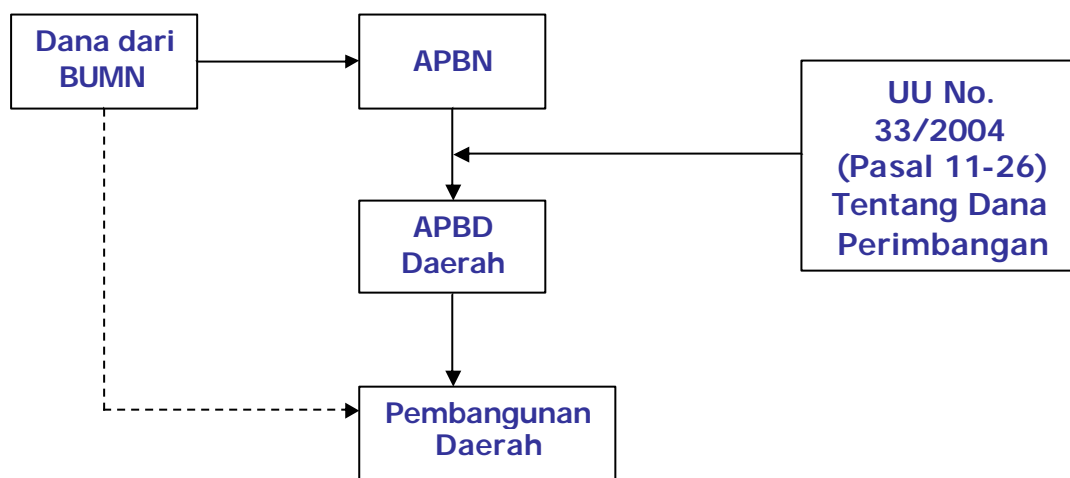 Dana dari
BUMN
APBN
UU No.
33/2004
(Pasal 11-26)
Tentang Dana
Perimbangan
APBD
Daerah
Pembangunan
Daerah